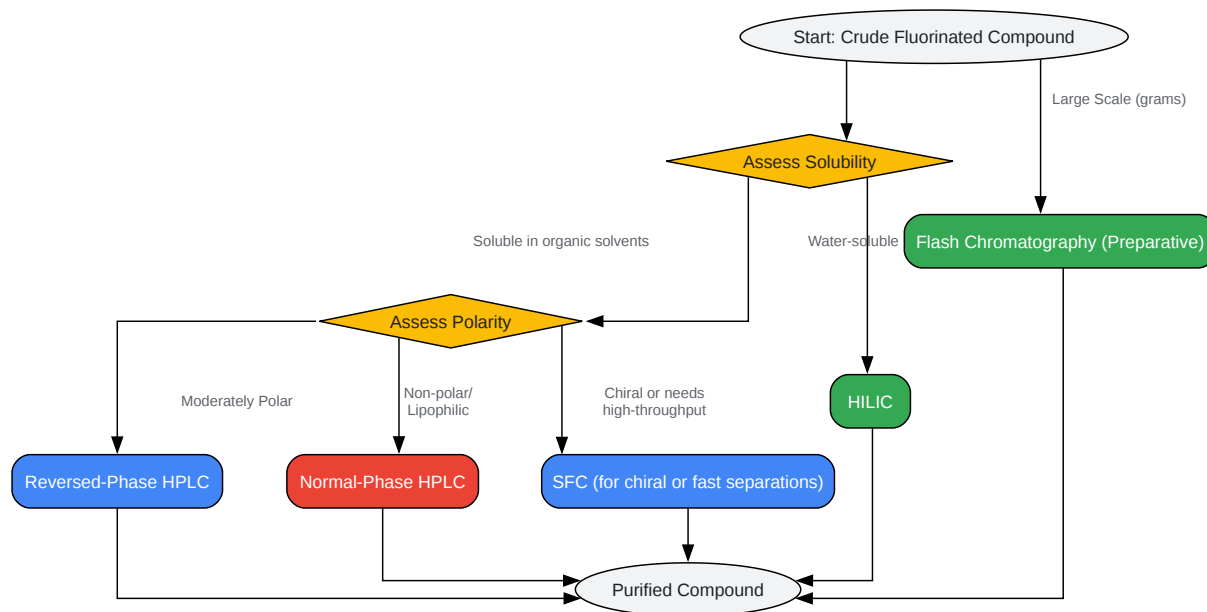 Start: Crude Fluorinated Compound
Large Scale (grams)
Assess Solubility
Soluble in organic solvents
Water-soluble
Flash Chromatography (Preparative)
Assess Polarity
Moderately Polar
Non-polar/
Lipophilic
Chiral or needs
high-throughput
HILIC
Reversed-Phase HPLC
Normal-Phase HPLC
SFC (for chiral or fast separations)
Purified Compound